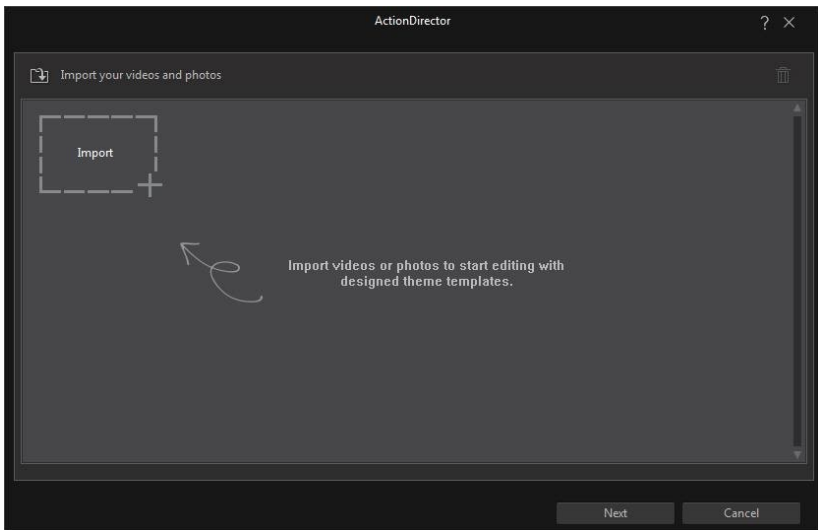 ActionDirector
?
Import your videos and photos
Import
Import videos or photos to start editing with
designed theme templates.
Next
Cancel